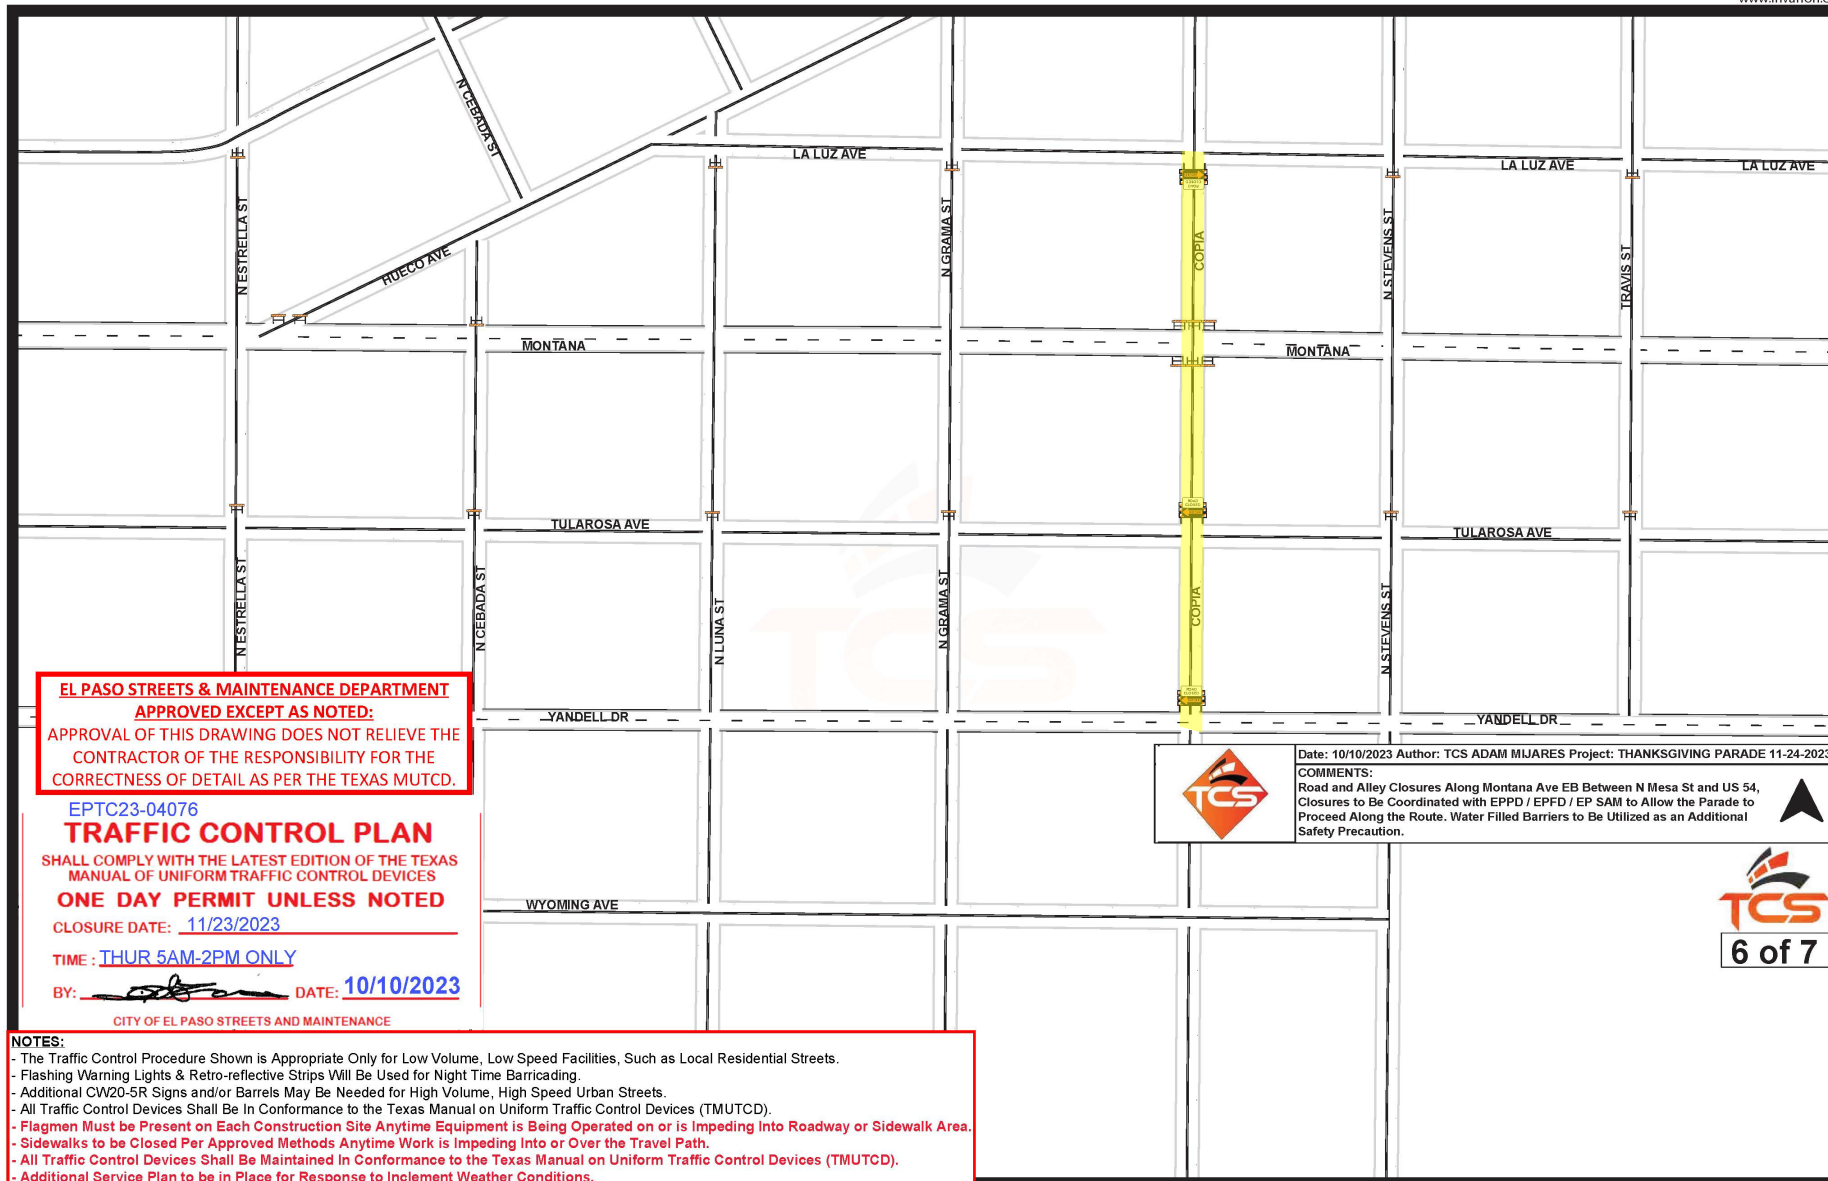 N CEBADA ST
LA LUZ AVE
LA LUZ AVE
LA LUZ AVE
N ESTRELLA ST
HUECO AVE
N GRAMA ST
COPIA
N STEVENS ST
TRAVIS ST
MONTANA
MONTANA
ROAD
CLOSED
TULAROSA AVE
TULAROSA AVE
N ESTRELLA ST
N CEBADA ST
N LUNA ST
N GRAMA ST
COPIA
N STEVENS ST
TCS
ROAD
CLOSED
YANDELL DR
YANDELL DR
EL PASO STREETS & MAINTENANCE DEPARTMENT
APPROVED EXCEPT AS NOTED:
APPROVAL OF THIS DRAWING DOES NOT RELIEVE THE
CONTRACTOR OF THE RESPONSIBILITY FOR THE
CORRECTNESS OF DETAIL AS PER THE TEXAS MUTCD.
EPTC23-04076
TRAFFIC CONTROL PLAN
SHALL COMPLY WITH THE LATEST EDITION OF THE TEXAS
MANUAL OF UNIFORM TRAFFIC CONTROL DEVICES
ONE DAY PERMIT UNLESS NOTED
CLOSURE DATE: 11/23/2023
TIME : THUR 5AM-2PM ONLY
BY: DATE: 10/10/2023
CITY OF EL PASO STREETS AND MAINTENANCE
TCS
Date: 10/10/2023 Author: TCS ADAM MIJARES Project: THANKSGIVING PARADE 11-24-2023
COMMENTS:
Road and Alley Closures Along Montana Ave EB Between N Mesa St and US 54,
Closures to Be Coordinated with EPPD / EPFD / EP SAM to Allow the Parade to
Proceed Along the Route. Water Filled Barriers to Be Utilized as an Additional
Safety Precaution.
WYOMING AVE
TCS
6 of 7
NOTES:
- The Traffic Control Procedure Shown is Appropriate Only for Low Volume, Low Speed Facilities, Such as Local Residential Streets.
- Flashing Warning Lights & Retro-reflective Strips Will Be Used for Night Time Barricading.
- Additional CW20-5R Signs and/or Barrels May Be Needed for High Volume, High Speed Urban Streets.
- All Traffic Control Devices Shall Be In Conformance to the Texas Manual on Uniform Traffic Control Devices (TMUTCD).
- Flagmen Must be Present on Each Construction Site Anytime Equipment is Being Operated on or is Impeding Into Roadway or Sidewalk Area.
- Sidewalks to be Closed Per Approved Methods Anytime Work is Impeding Into or Over the Travel Path.
- All Traffic Control Devices Shall Be Maintained In Conformance to the Texas Manual on Uniform Traffic Control Devices (TMUTCD).
- Additional Service Plan to be in Place for Response to Inclement Weather Conditions.